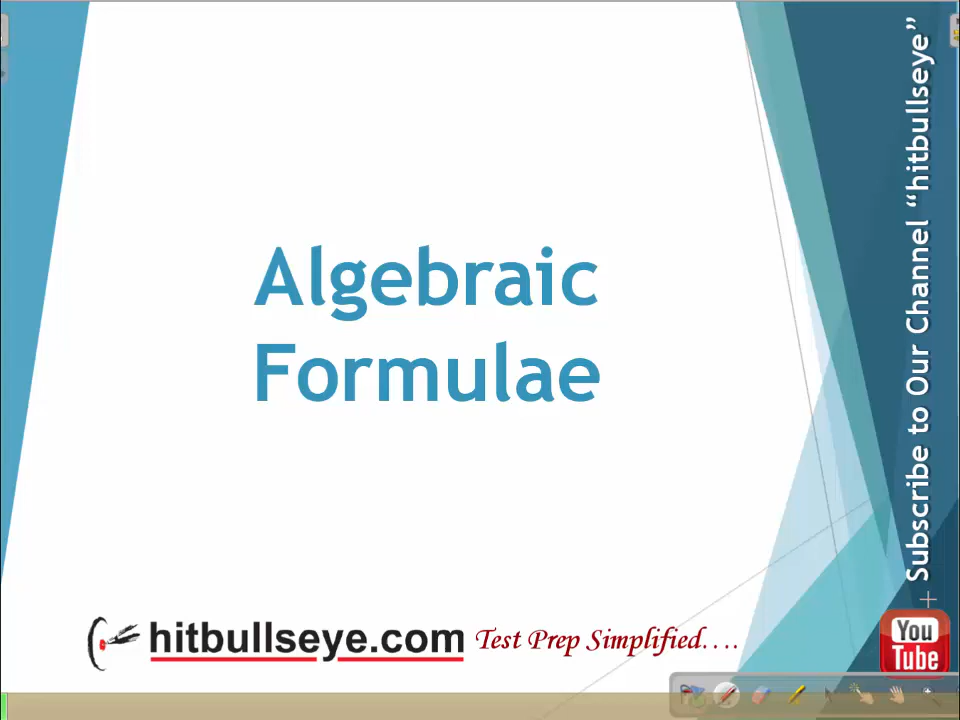 Algebraic
Formulae
hitbullseye.com Test Prep Simplified....
Subscribe to Our Channel “hitbullseye”
You
Tube